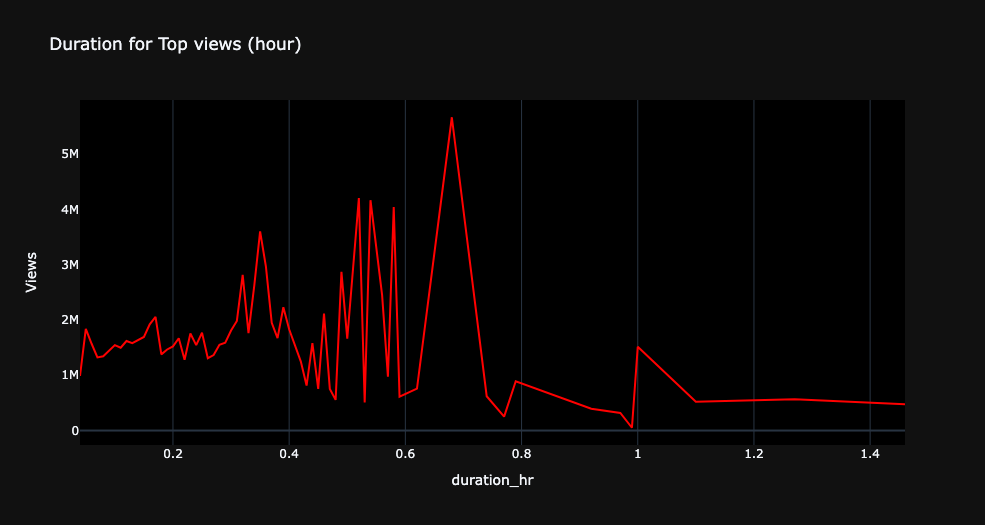 Duration for Top views (hour)
5M
4M
3M
2M
1M
0
Views
0.2
0.4
0.6
0.8
1
1.2
1.4
duration_hr